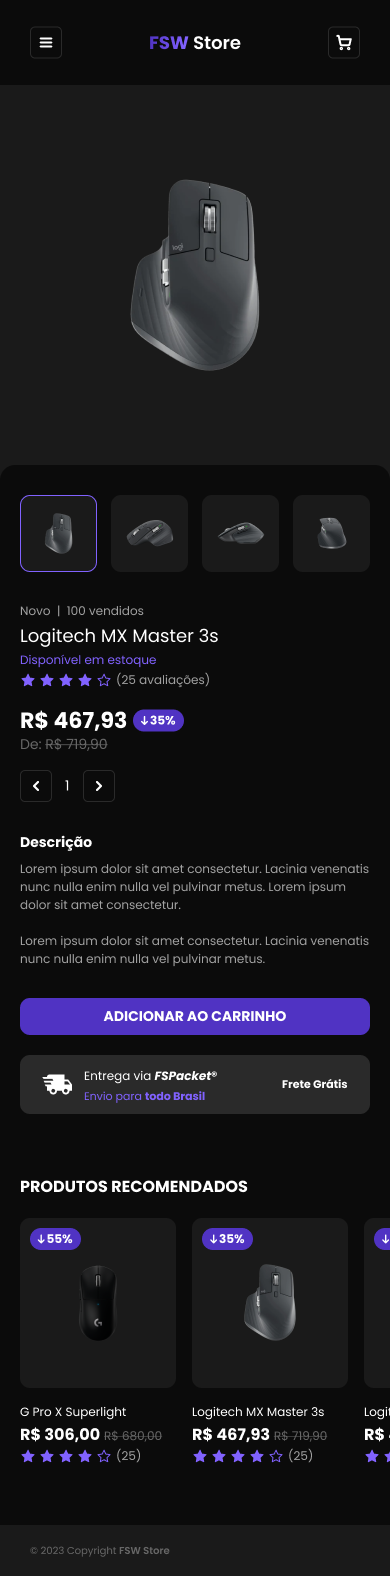 FSW Store
logi
Novo | 100 vendidos
Logitech MX Master 3s
Disponível em estoque
(25 avaliações)
R$ 467,93 35%
De: R$ 719,90
1
Descrição
Lorem ipsum dolor sit amet consectetur. Lacinia venenatis
nunc nulla enim nulla vel pulvinar metus. Lorem ipsum
dolor sit amet consectetur.
Lorem ipsum dolor sit amet consectetur. Lacinia venenatis
nunc nulla enim nulla vel pulvinar metus.
ADICIONAR AO CARRINHO
Entrega via FSPacket®
Envio para todo Brasil
Frete Grátis
PRODUTOS RECOMENDADOS
55% 35%
G Pro X Superlight
R$ 306,00 R$ 680,00
(25)
Logitech MX Master 3s
R$ 467,93 R$ 719,90
(25)
Logit
R$
© 2023 Copyright FSW Store